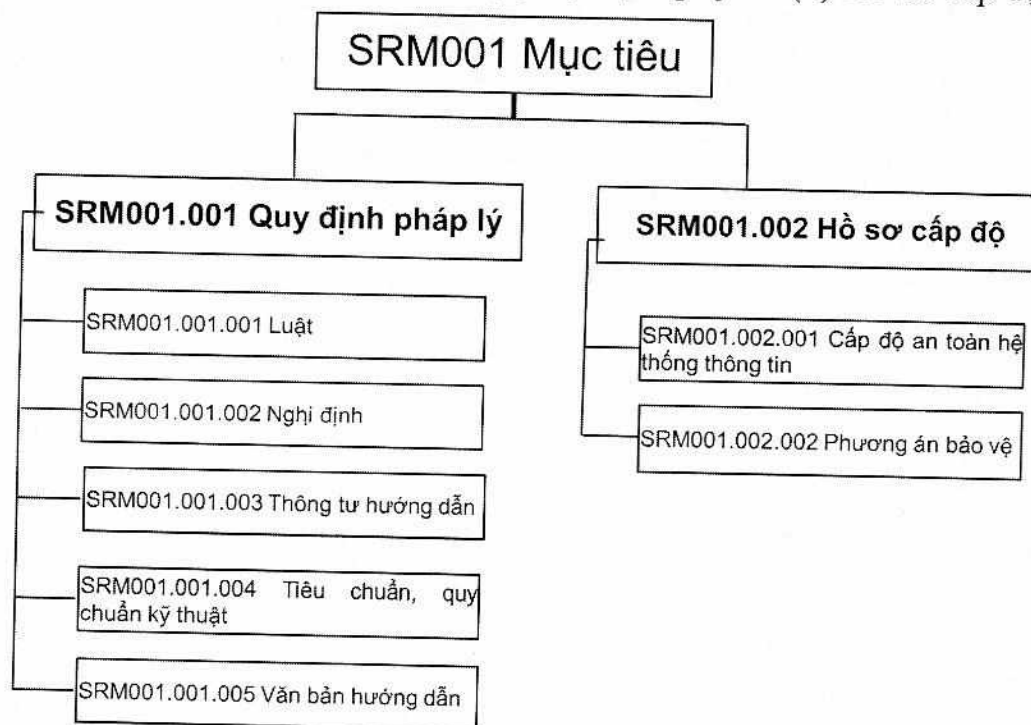 SRM001 Mục tiêu
SRM001.001 Quy định pháp lý
SRM001.001.001 Luật
SRM001.001.002 Nghị định
SRM001.001.003 Thông tư hướng dẫn
SRM001.001.004 Tiêu chuẩn, quy
chuẩn kỹ thuật
SRM001.001.005 Văn bản hướng dẫn
SRM001.002 Hồ sơ cấp độ
SRM001.002.001 Cấp độ an toàn hệ
thống thông tin
SRM001.002.002 Phương án bảo vệ